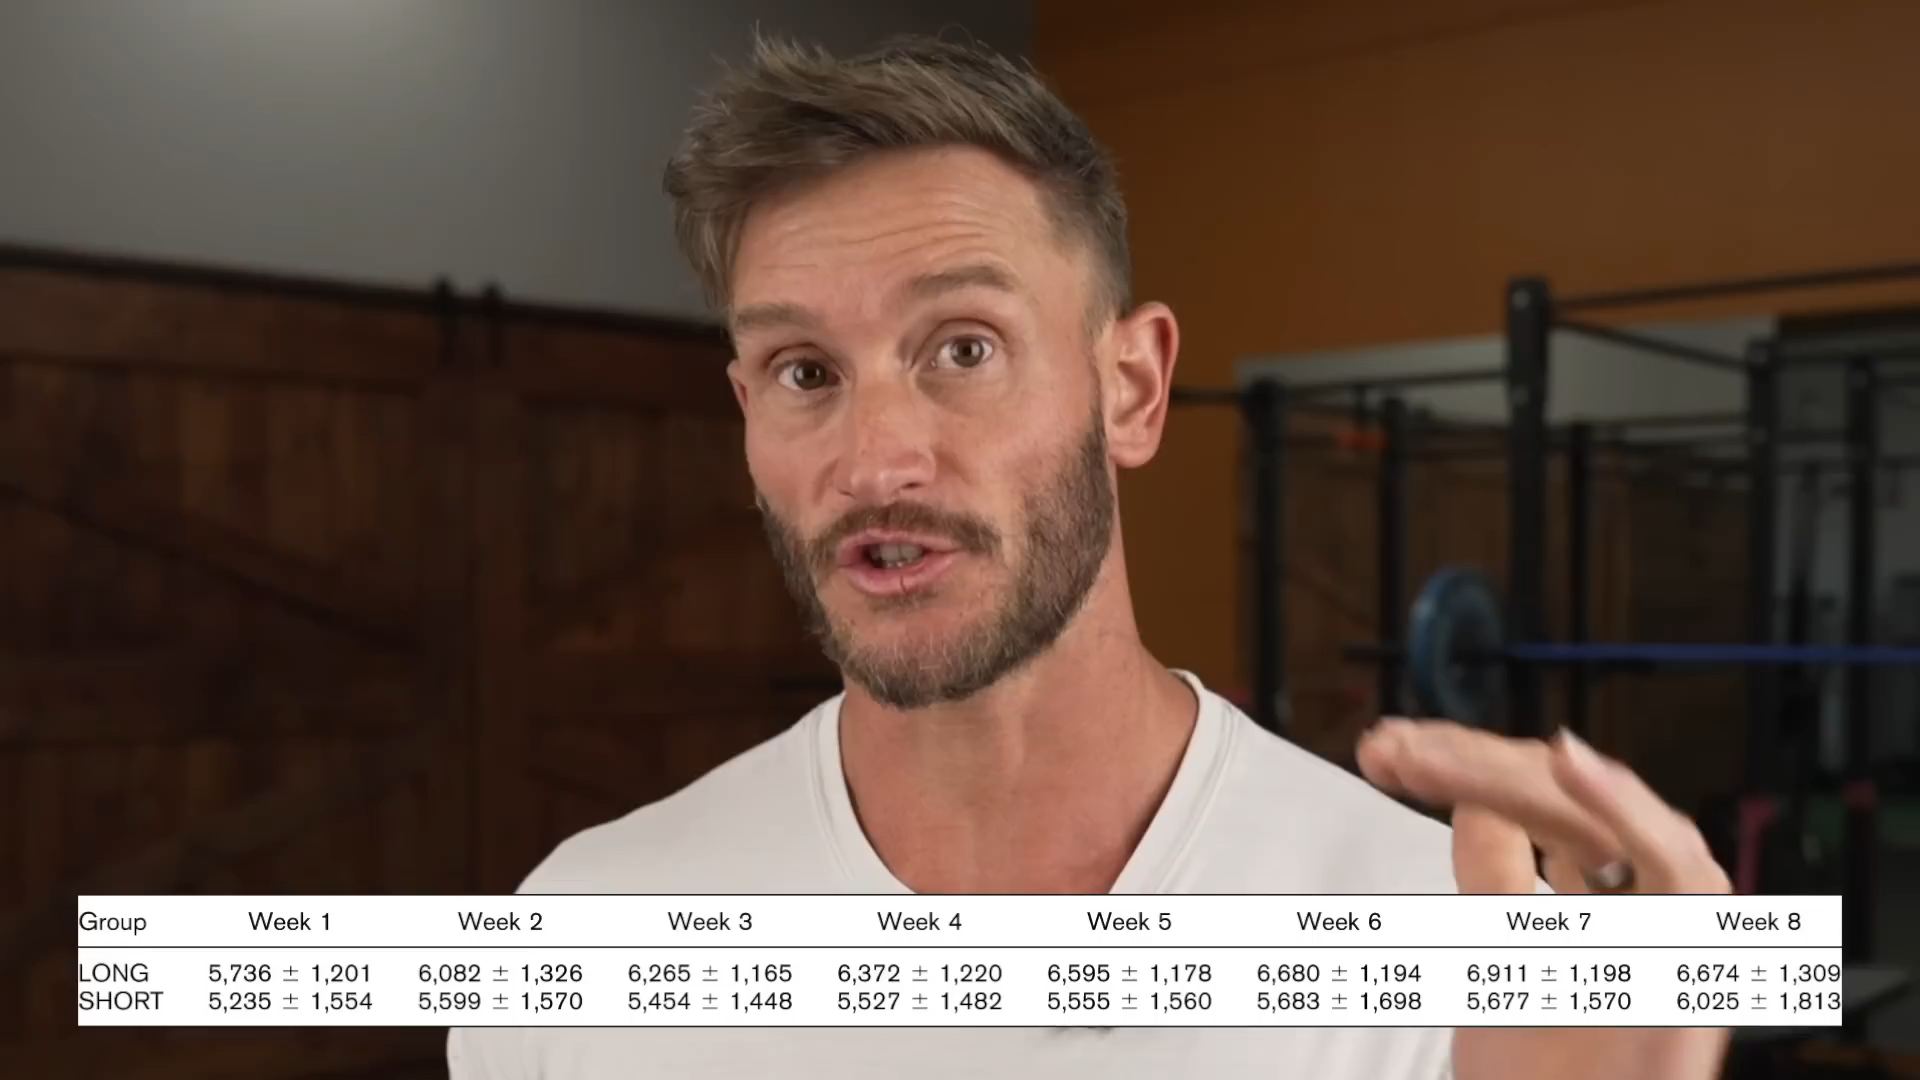 Group Week 1 Week 2 Week 3 Week 4 Week 5 Week 6 Week 7 Week 8
LONG 5,736 ± 1,201 6,082 ± 1,326 6,265 ± 1,165 6,372 ± 1,220 6,595 ± 1,178 6,680 ± 1,194 6,911 ± 1,198 6,674 ± 1,309
SHORT 5,235 ± 1,554 5,599 ± 1,570 5,454 ± 1,448 5,527 ± 1,482 5,555 ± 1,560 5,683 ± 1,698 5,677 ± 1,570 6,025 ± 1,813